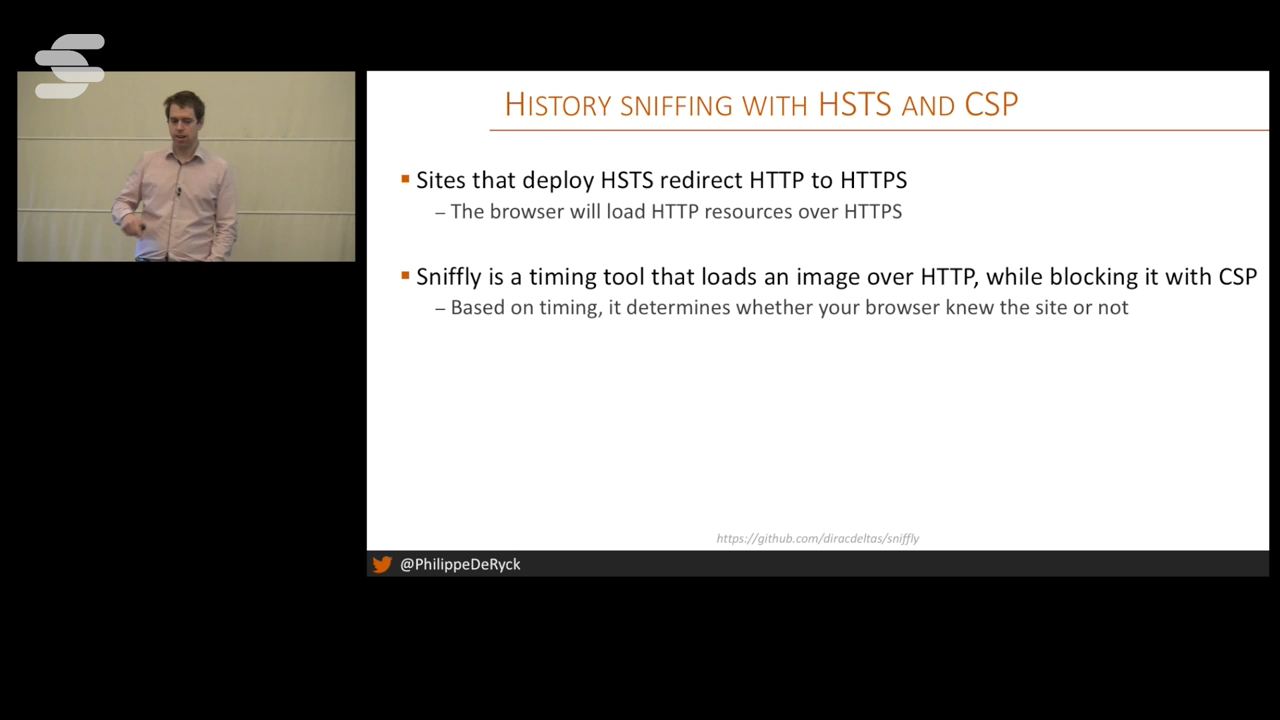 HISTORY SNIFFING WITH HSTS AND CSP
▪ Sites that deploy HSTS redirect HTTP to HTTPS
– The browser will load HTTP resources over HTTPS
▪ Sniffly is a timing tool that loads an image over HTTP, while blocking it with CSP
– Based on timing, it determines whether your browser knew the site or not
https://github.com/diracdeltas/sniffly
@PhilippeDeRyck